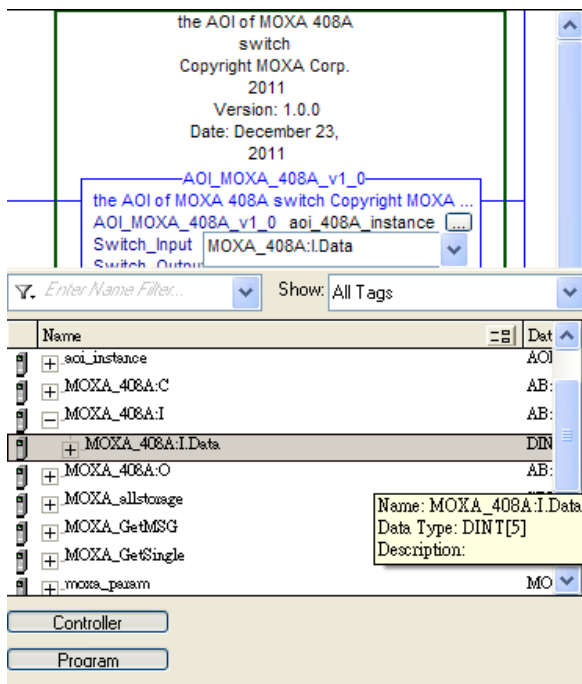 the AOI of MOXA 408A
switch
Copyright MOXA Corp.
2011
Version: 1.0.0
Date: December 23,
2011
AOI_MOXA_408A_v1_0
the AOI of MOXA 408A switch Copyright MOXA ...
AOI_MOXA_408A_v1_0 aoi_408A_instance ...
Switch_Input MOXA_408A:I.Data
Enter Name Filter... Show: All Tags
Name Dat
aoi_instance AOI
MOXA_408A:C AB:
MOXA_408A:I AB:
MOXA_408A:I.Data DIN
MOXA_408A:O AB:
MOXA_allstorage
MOXA_GetMSG
MOXA_GetSingle
moxa_param MO
Name: MOXA_408A:I.Data
Data Type: DINT[5]
Description:
Controller
Program